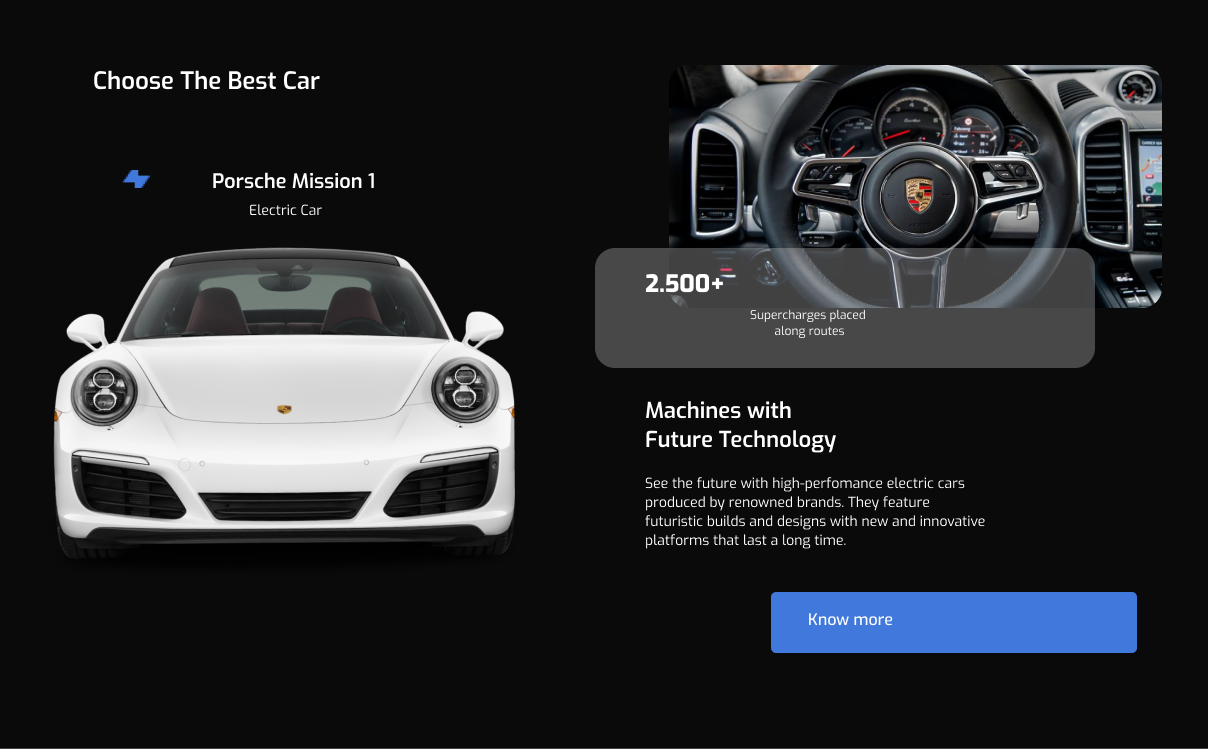 Choose The Best Car
Porsche Mission 1
Electric Car
2.500+
Supercharges placed
along routes
Machines with
Future Technology
See the future with high-perfomance electric cars
produced by renowned brands. They feature
futuristic builds and designs with new and innovative
platforms that last a long time.
Know more